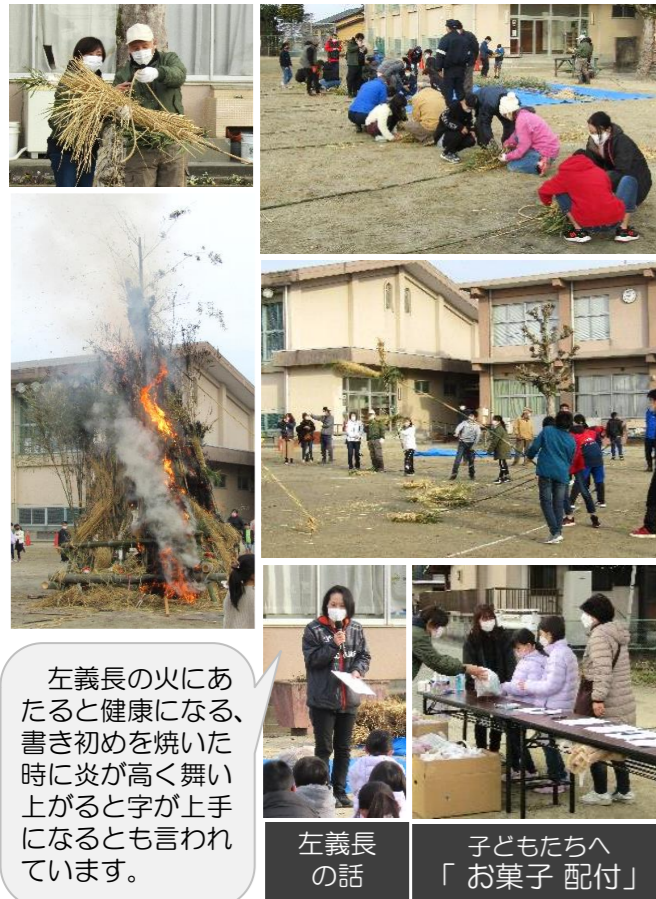 左義長の火にあ
たると健康になる、
書き初めを焼いた
時に炎が高く舞い
上がると字が上手
になるとも言われ
ています。
左義長
の話
子どもたちへ
「 お菓子 配付」